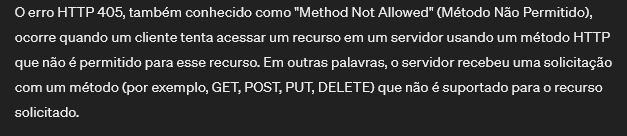 O erro HTTP 405, também conhecido como "Method Not Allowed" (Método Não Permitido),
ocorre quando um cliente tenta acessar um recurso em um servidor usando um método HTTP
que não é permitido para esse recurso. Em outras palavras, o servidor recebeu uma solicitação
com um método (por exemplo, GET, POST, PUT, DELETE) que não é suportado para o recurso
solicitado.